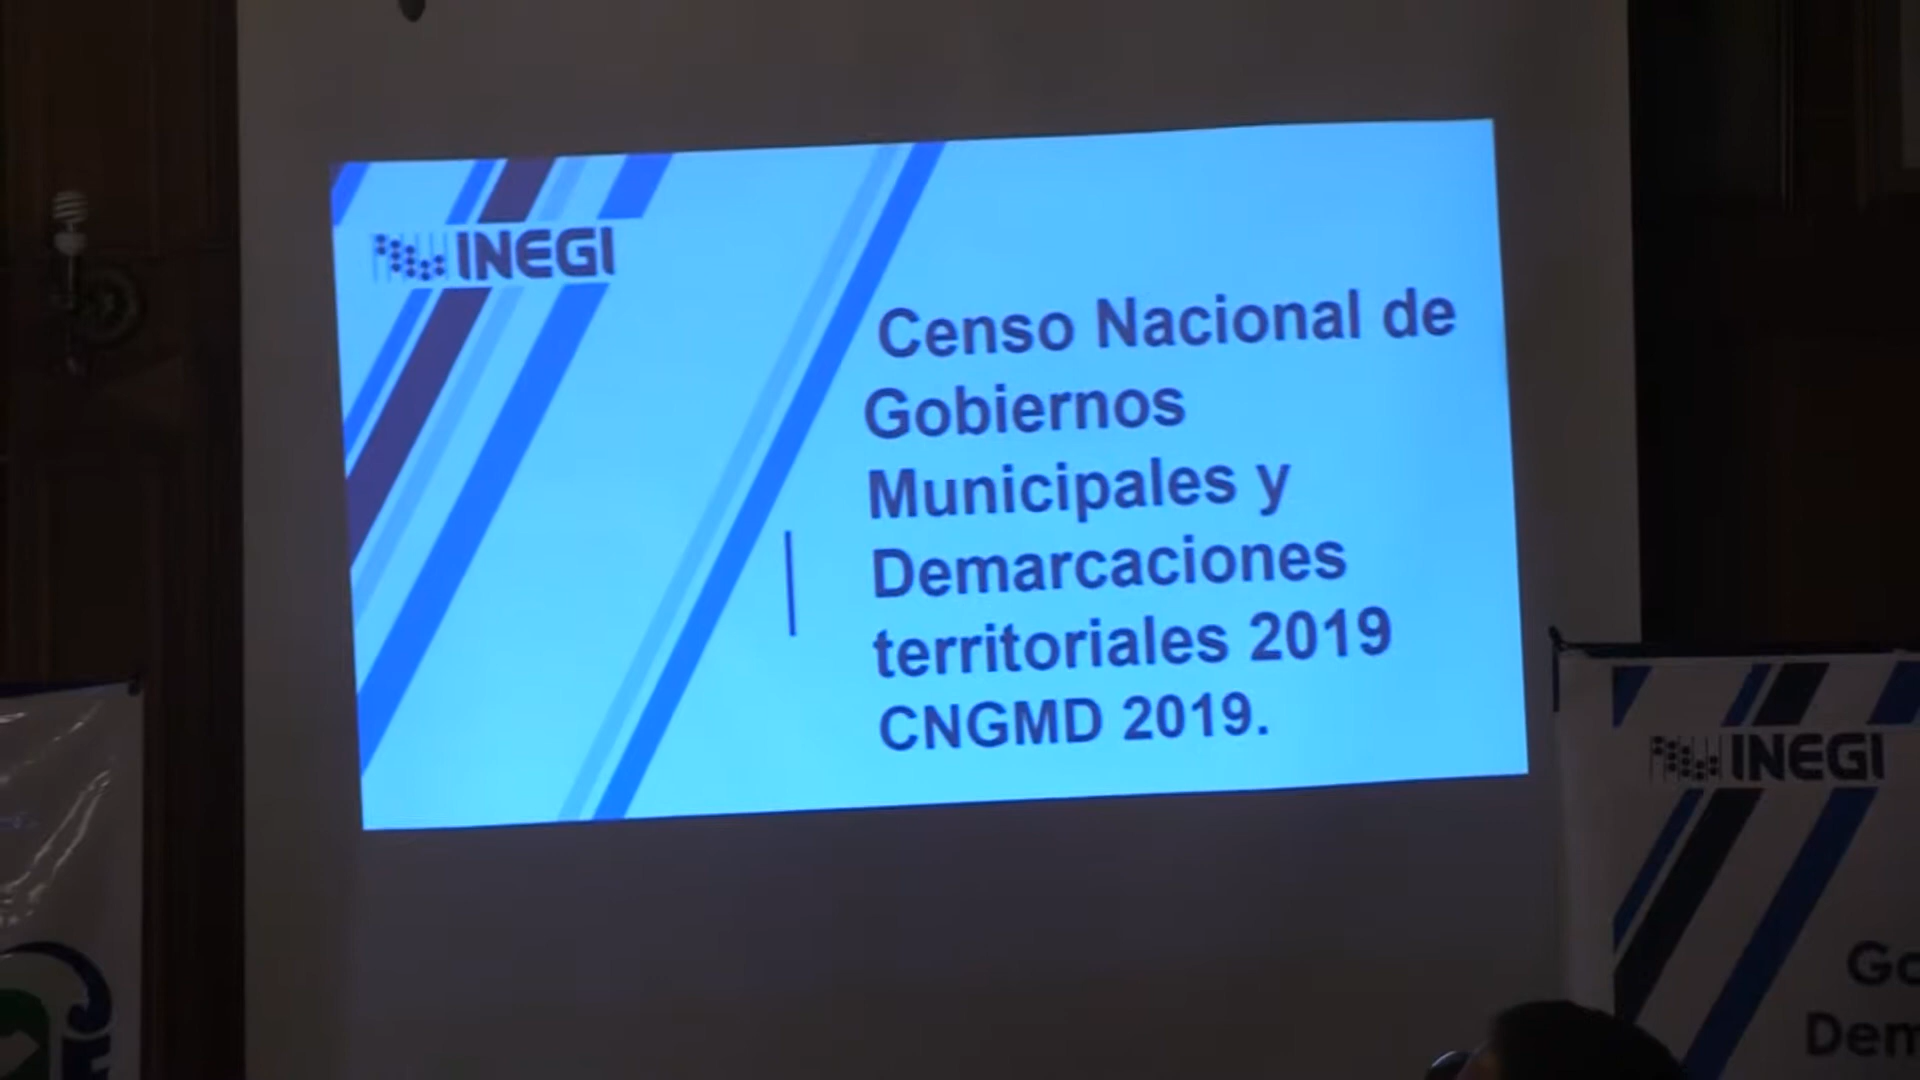 INEGI
Censo Nacional de
Gobiernos
Municipales y
Demarcaciones
territoriales 2019
CNGMD 2019.
INEGI